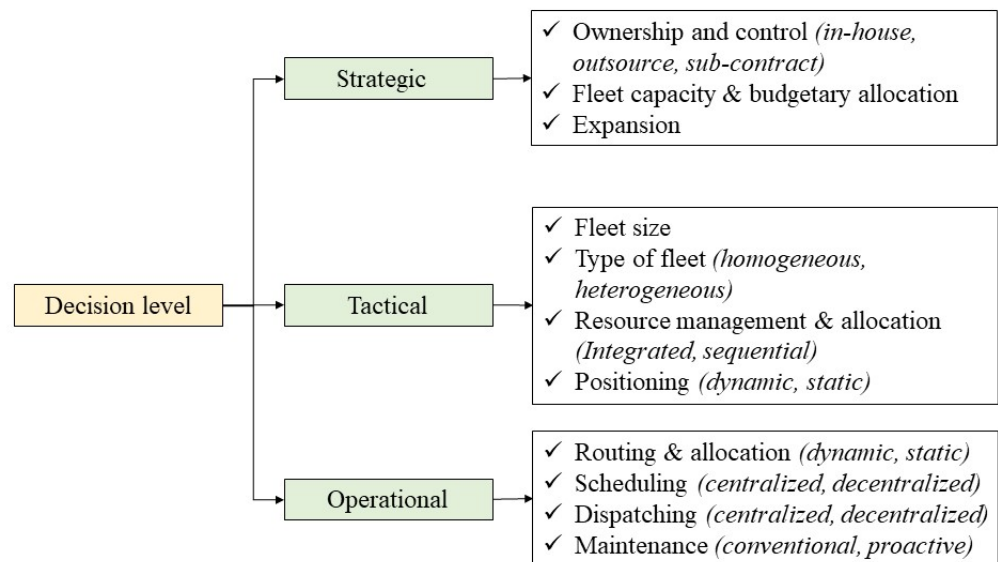 Decision level
Strategic
✓ Ownership and control (in-house,
outsource, sub-contract)
✓ Fleet capacity & budgetary allocation
✓ Expansion
Tactical
✓ Fleet size
✓ Type of fleet (homogeneous,
heterogeneous)
✓ Resource management & allocation
(Integrated, sequential)
✓ Positioning (dynamic, static)
Operational
✓ Routing & allocation (dynamic, static)
✓ Scheduling (centralized, decentralized)
✓ Dispatching (centralized, decentralized)
✓ Maintenance (conventional, proactive)